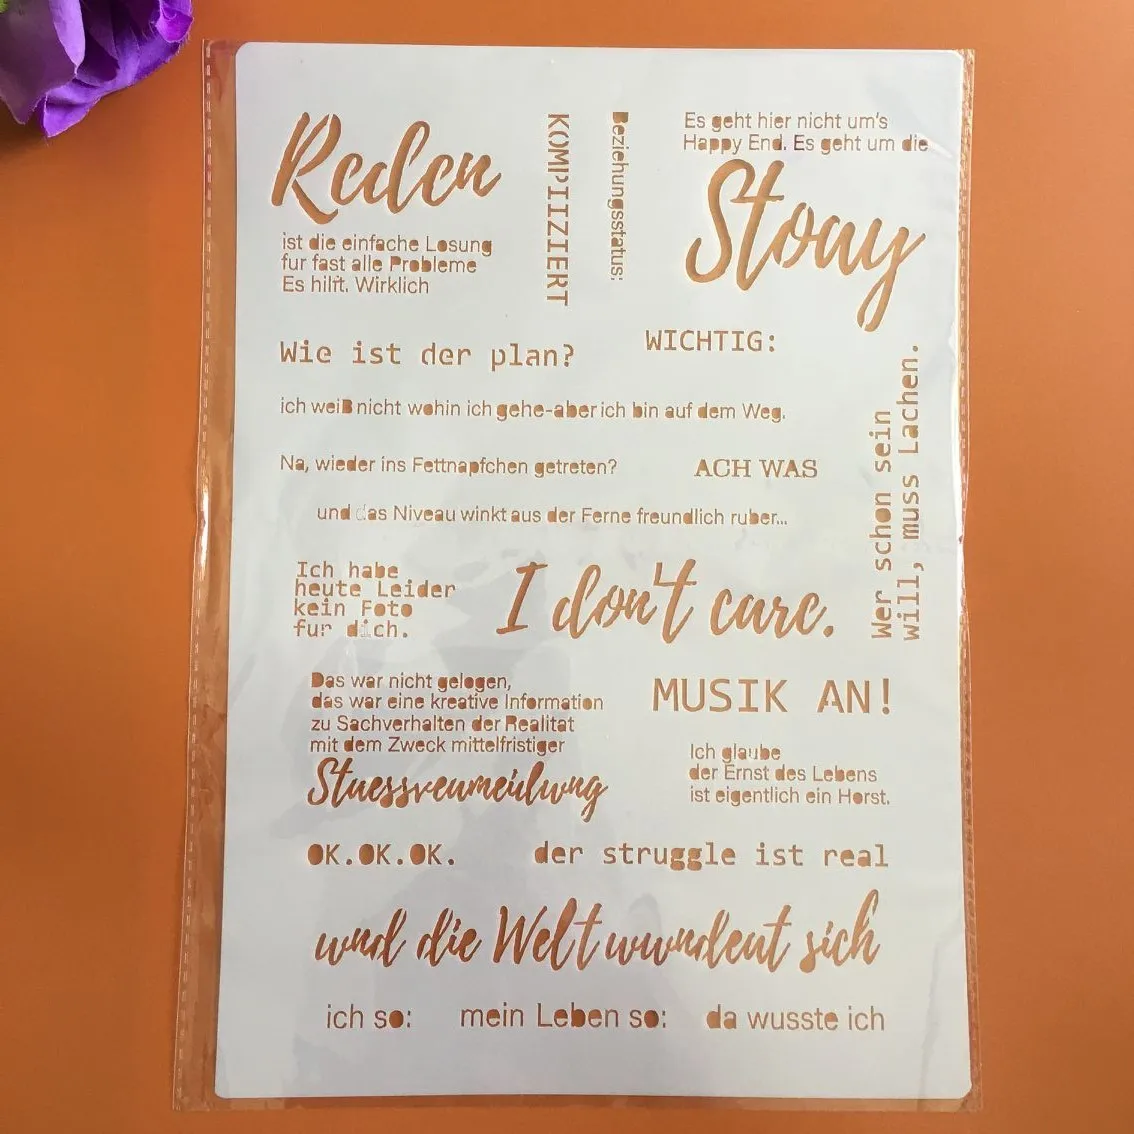 Reden
ist die einfache Losung
fur fast alle Probleme
Es hilft. Wirklich
KOMPIIZIERT
Beziehungsstatus:
Es geht hier nicht um's
Happy End. Es geht um die
Stoay
Wie ist der plan?
WICHTIG:
ich weiß nicht wohin ich gehe-aber ich bin auf dem Weg.
Na, wieder ins Fettnapfchen getreten?
ACH WAS
und das Niveau winkt aus der Ferne freundlich ruber...
Wer schon sein
will, muss Lachen.
Ich habe
heute Leider
kein Foto
fur dich.
I don't care.
Das war nicht gelogen,
das war eine kreative Information
zu Sachverhalten der Realitat
mit dem Zweck mittelfristiger
Stuessveumeidung
MUSIK AN!
Ich glaube
der Ernst des Lebens
ist eigentlich ein Horst.
OK.OK.OK.
der struggle ist real
und die Welt wundeut sich
ich so:
mein Leben so:
da wusste ich